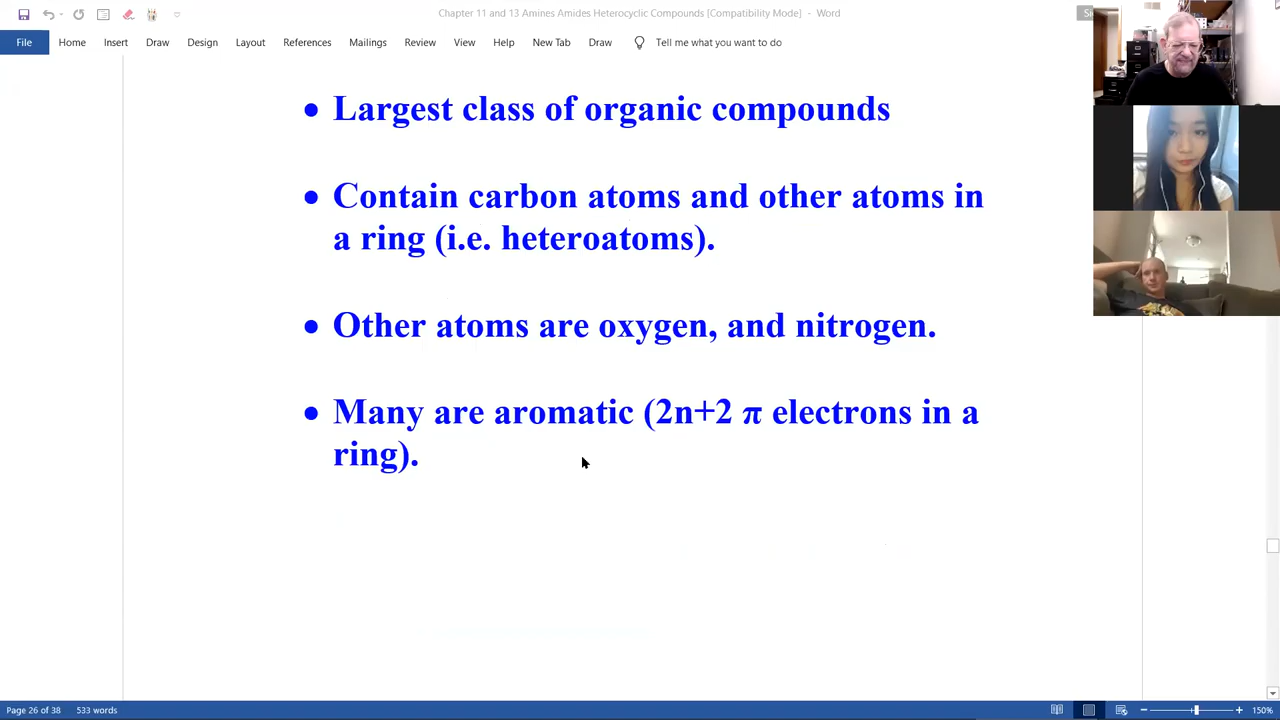 Chapter 11 and 13 Amines Amides Heterocyclic Compounds [Compatibility Mode] - Word
File Home Insert Draw Design Layout References Mailings Review View Help New Tab Draw Tell me what you want to do
• Largest class of organic compounds
• Contain carbon atoms and other atoms in
a ring (i.e. heteroatoms).
• Other atoms are oxygen, and nitrogen.
• Many are aromatic (2n+2 π electrons in a
ring).
Page 26 of 38 533 words 150%